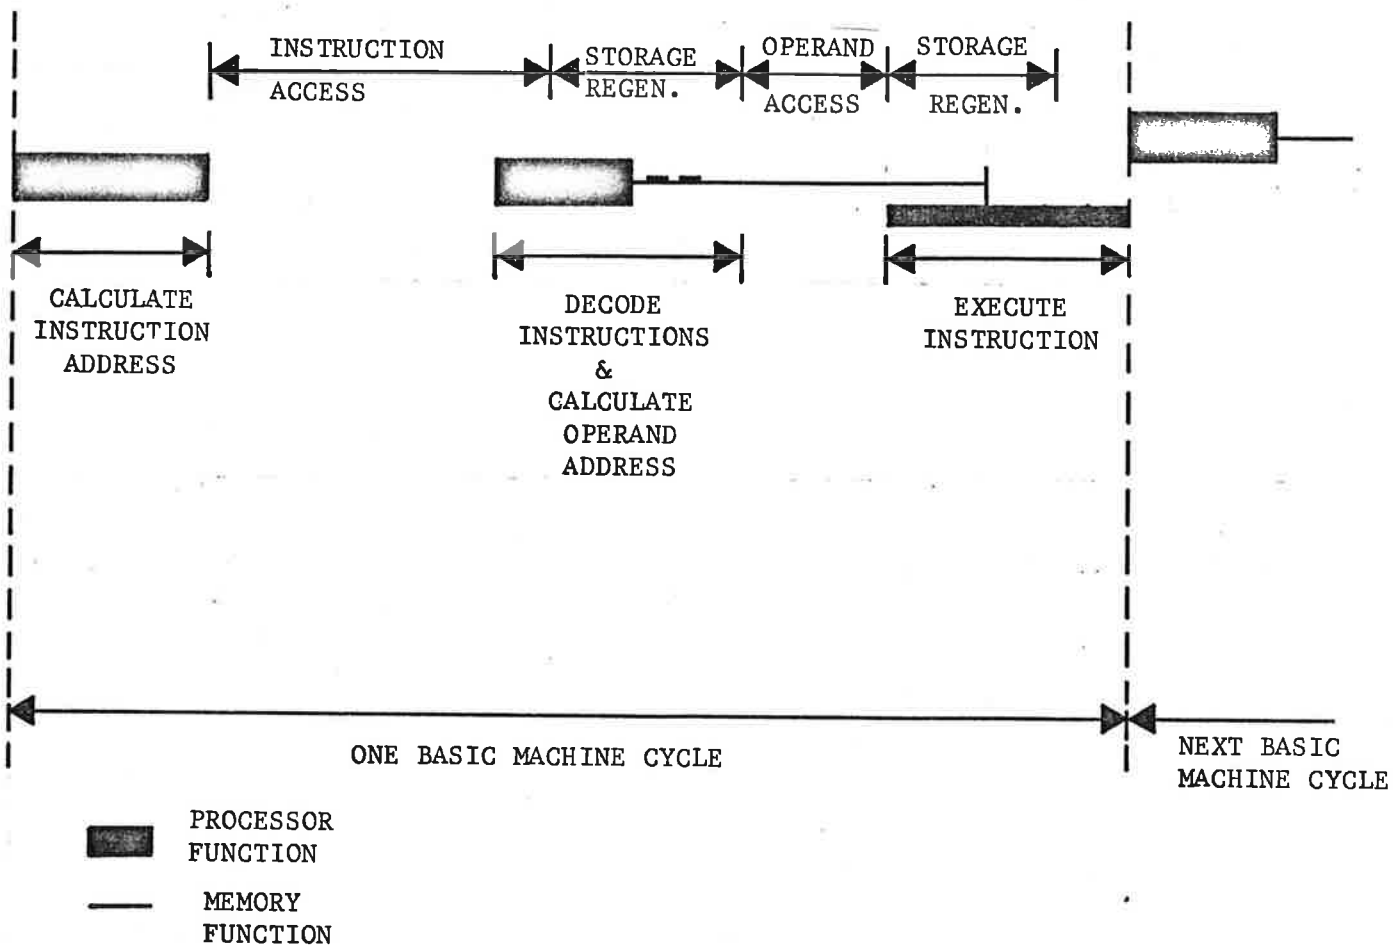 INSTRUCTION
ACCESS
STORAGE
REGEN.
OPERAND
ACCESS
STORAGE
REGEN.
CALCULATE
INSTRUCTION
ADDRESS
DECODE
INSTRUCTIONS
&
CALCULATE
OPERAND
ADDRESS
EXECUTE
INSTRUCTION
ONE BASIC MACHINE CYCLE
NEXT BASIC
MACHINE CYCLE
PROCESSOR
FUNCTION
MEMORY
FUNCTION